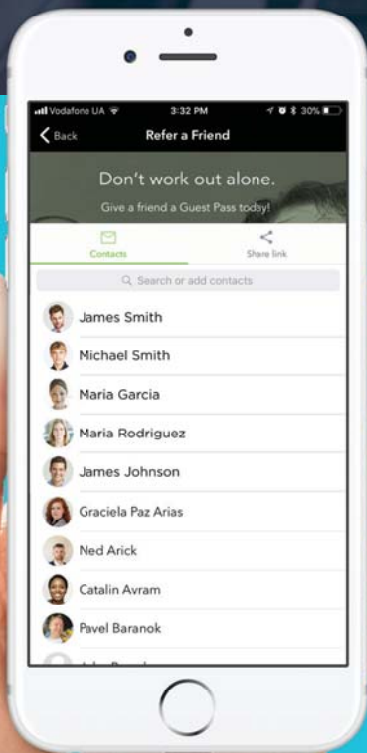 Vodafone UA 3:32 PM 30%
Back Refer a Friend
Don't work out alone.
Give a friend a Guest Pass today!
Contacts Share link
Search or add contacts
James Smith
Michael Smith
Maria Garcia
Maria Rodriguez
James Johnson
Graciela Paz Arias
Ned Arick
Catalin Avram
Pavel Baranok